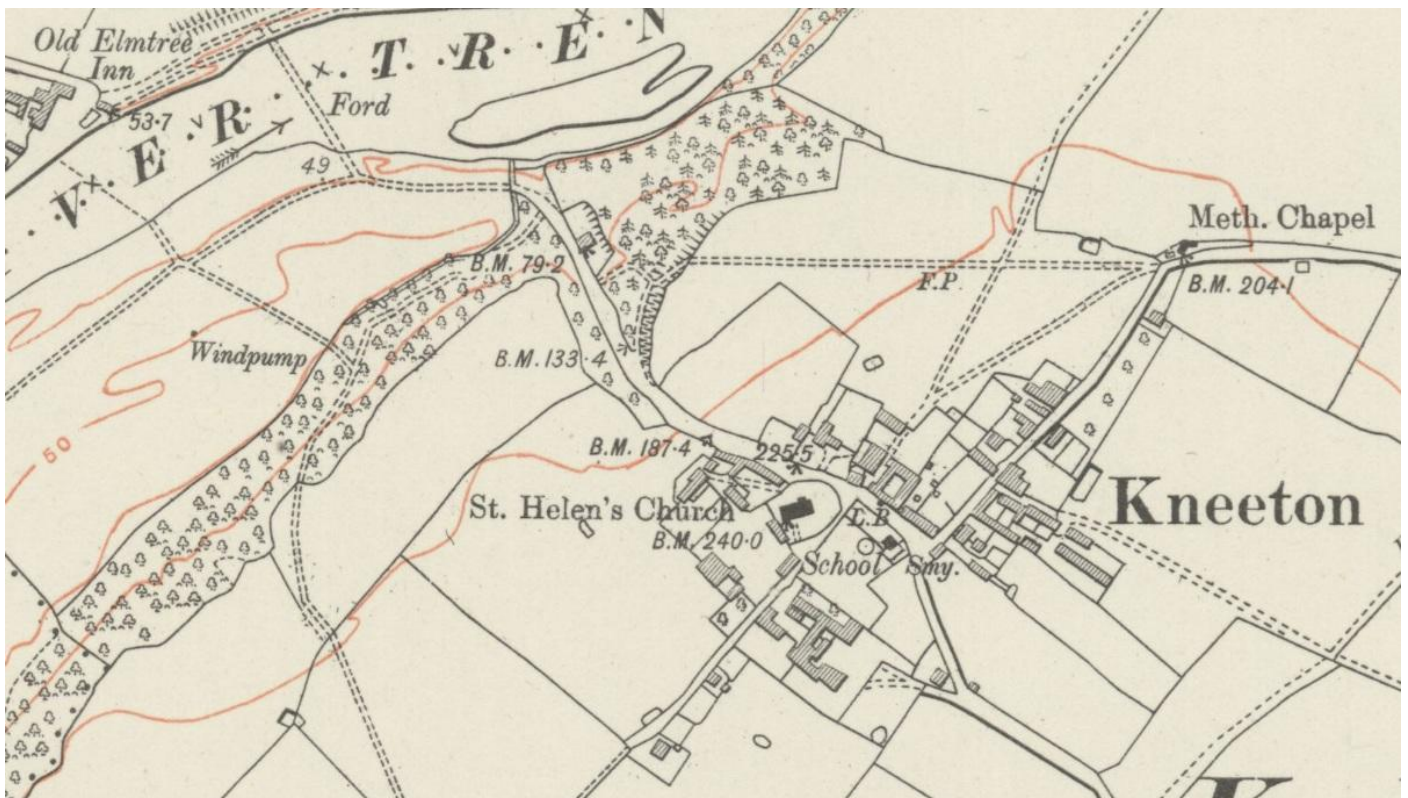 Old Elmtree
Inn
V E R T R E N
53·7
Ford
49
Meth. Chapel
B.M. 79·2
F.P.
B.M. 204·1
Windpump
B.M. 133·4
50
B.M. 187·4
225·5
St. Helen's Church
L.B
Kneeton
B.M. 240·0
School
Smy.
K